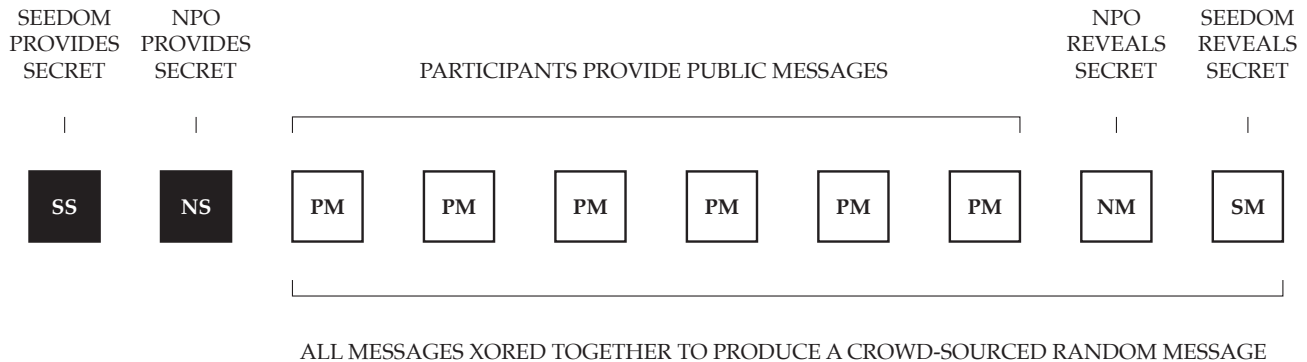 SEEDOM
PROVIDES
SECRET
NPO
PROVIDES
SECRET
PARTICIPANTS PROVIDE PUBLIC MESSAGES
NPO
REVEALS
SECRET
SEEDOM
REVEALS
SECRET
SS NS PM PM PM PM PM PM NM SM
ALL MESSAGES XORED TOGETHER TO PRODUCE A CROWD-SOURCED RANDOM MESSAGE